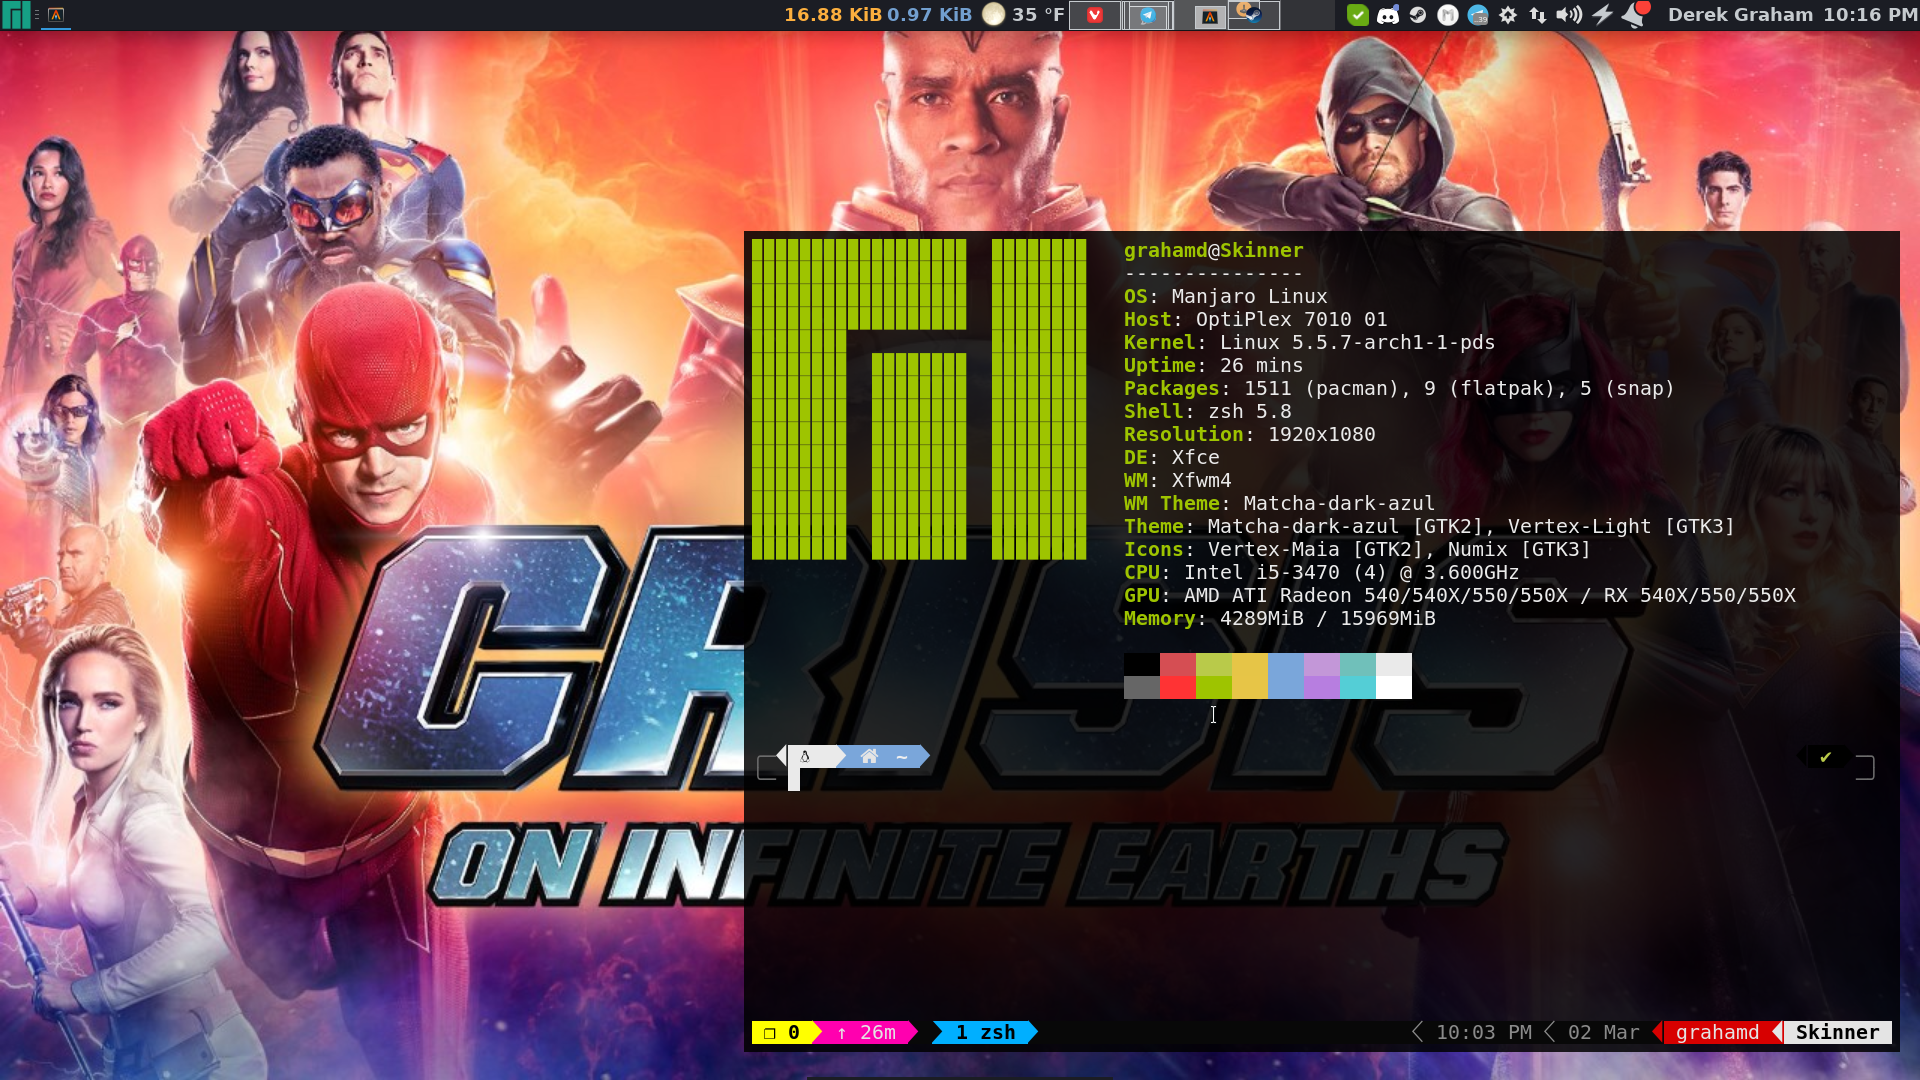 16.88 KiB 0.97 KiB 35 °F Derek Graham 10:16 PM
grahamd@Skinner
---------------
OS: Manjaro Linux
Host: OptiPlex 7010 01
Kernel: Linux 5.5.7-arch1-1-pds
Uptime: 26 mins
Packages: 1511 (pacman), 9 (flatpak), 5 (snap)
Shell: zsh 5.8
Resolution: 1920x1080
DE: Xfce
WM: Xfwm4
WM Theme: Matcha-dark-azul
Theme: Matcha-dark-azul [GTK2], Vertex-Light [GTK3]
Icons: Vertex-Maia [GTK2], Numix [GTK3]
CPU: Intel i5-3470 (4) @ 3.600GHz
GPU: AMD ATI Radeon 540/540X/550/550X / RX 540X/550/550X
Memory: 4289MiB / 15969MiB
~ ✔
CRISIS
ON INFINITE EARTHS
❐ 0 ↑ 26m 1 zsh 10:03 PM 02 Mar grahamd Skinner